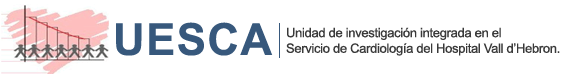 UESCA
Unidad de investigación integrada en el
Servicio de Cardiología del Hospital Vall d'Hebron.